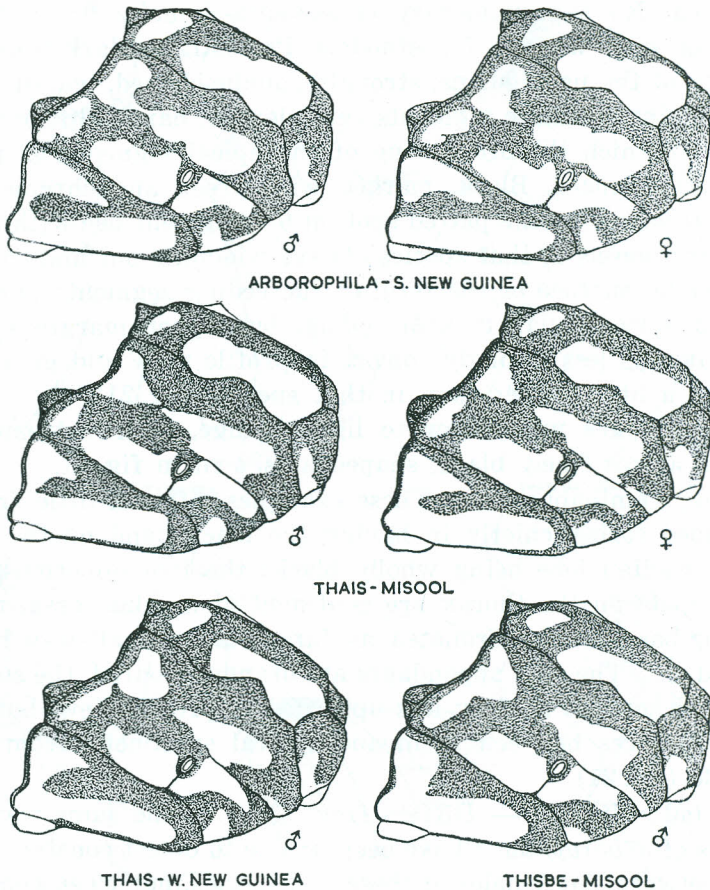 ♂ ♀
ARBOROPHILA-S. NEW GUINEA
♂ ♀
THAIS-MISOOL
♂ ♂
THAIS-W. NEW GUINEA THISBE-MISOOL